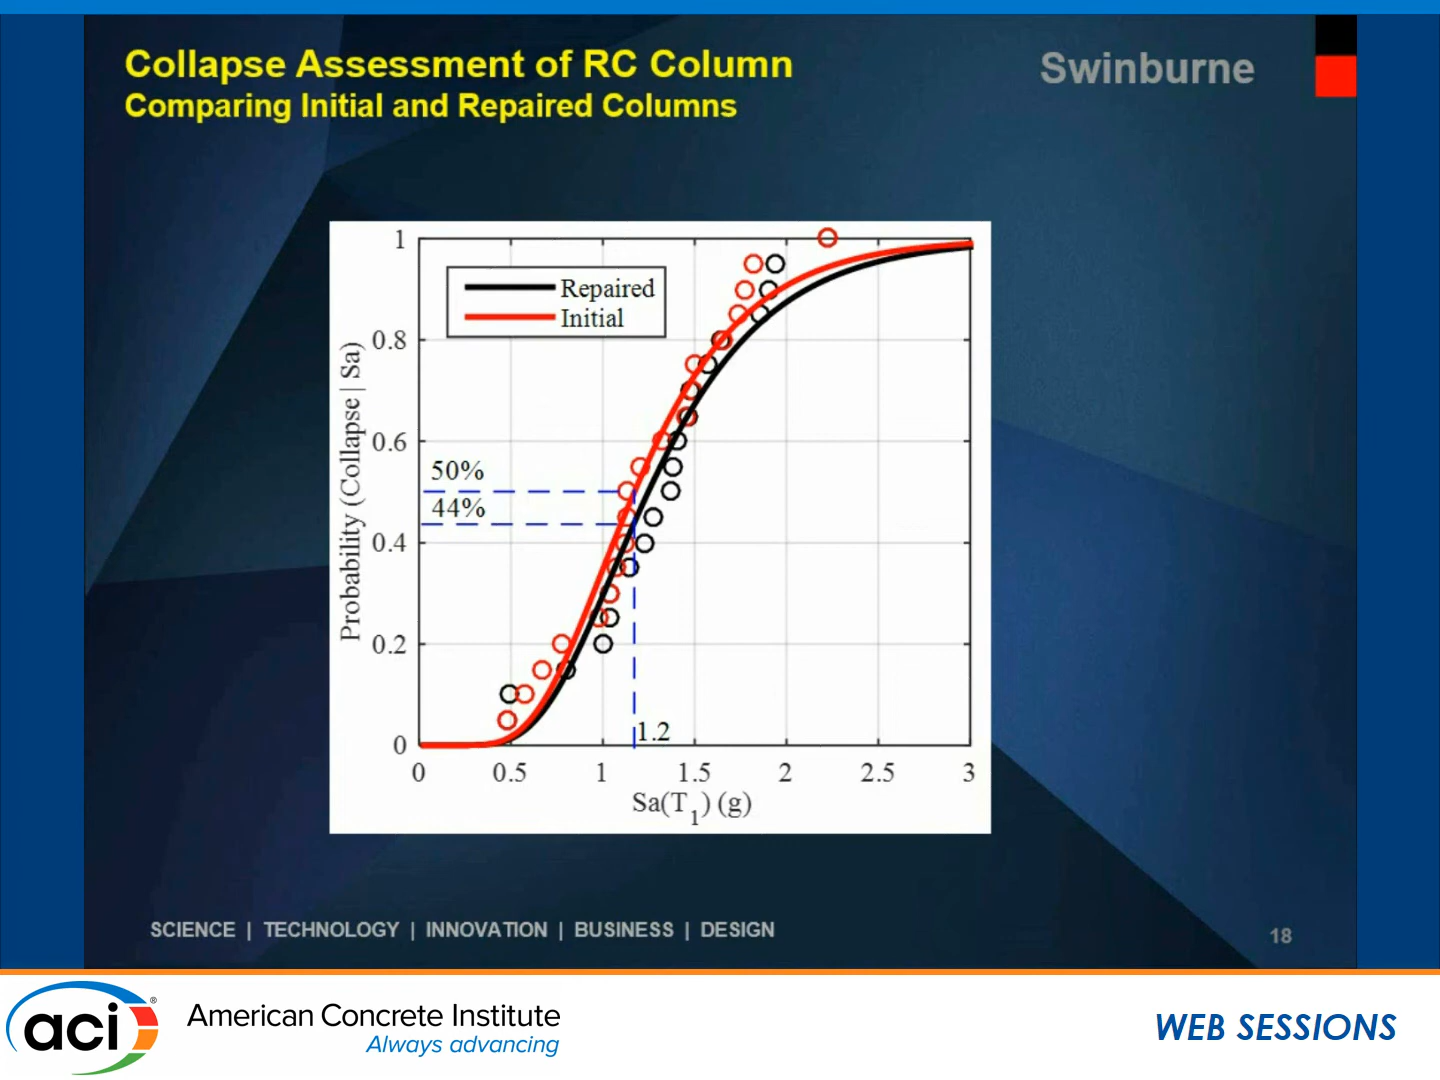 Collapse Assessment of RC Column
Comparing Initial and Repaired Columns
Swinburne
1
0.8
0.6
0.4
0.2
0
Probability (Collapse | Sa)
Repaired
Initial
50%
44%
1.2
0 0.5 1 1.5 2 2.5 3
Sa(T1) (g)
SCIENCE | TECHNOLOGY | INNOVATION | BUSINESS | DESIGN
18
aci®
American Concrete Institute
Always advancing
WEB SESSIONS